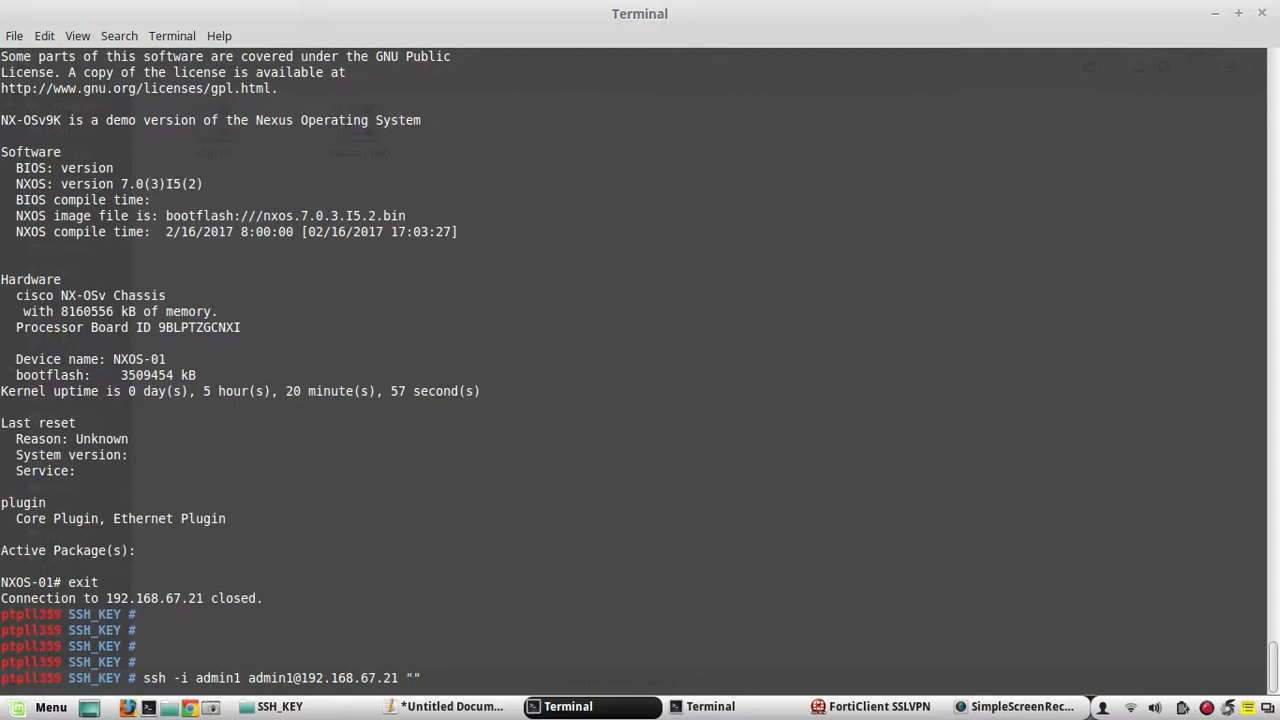 Terminal
File Edit View Search Terminal Help
Some parts of this software are covered under the GNU Public
License. A copy of the license is available at
http://www.gnu.org/licenses/gpl.html.
NX-OSv9K is a demo version of the Nexus Operating System
Software
BIOS: version
NXOS: version 7.0(3)I5(2)
BIOS compile time:
NXOS image file is: bootflash:///nxos.7.0.3.I5.2.bin
NXOS compile time:  2/16/2017 8:00:00 [02/16/2017 17:03:27]
Hardware
cisco NX-OSv Chassis
with 8160556 kB of memory.
Processor Board ID 9BLPTZGCNXI
Device name: NXOS-01
bootflash:    3509454 kB
Kernel uptime is 0 day(s), 5 hour(s), 20 minute(s), 57 second(s)
Last reset
Reason: Unknown
System version:
Service:
plugin
Core Plugin, Ethernet Plugin
Active Package(s):
NXOS-01# exit
Connection to 192.168.67.21 closed.
ptpll359 SSH_KEY #
ptpll359 SSH_KEY #
ptpll359 SSH_KEY #
ptpll359 SSH_KEY #
ptpll359 SSH_KEY # ssh -i admin1 admin1@192.168.67.21 ""
Menu SSH_KEY *Untitled Docum... Terminal Terminal FortiClient SSLVPN SimpleScreenRec...